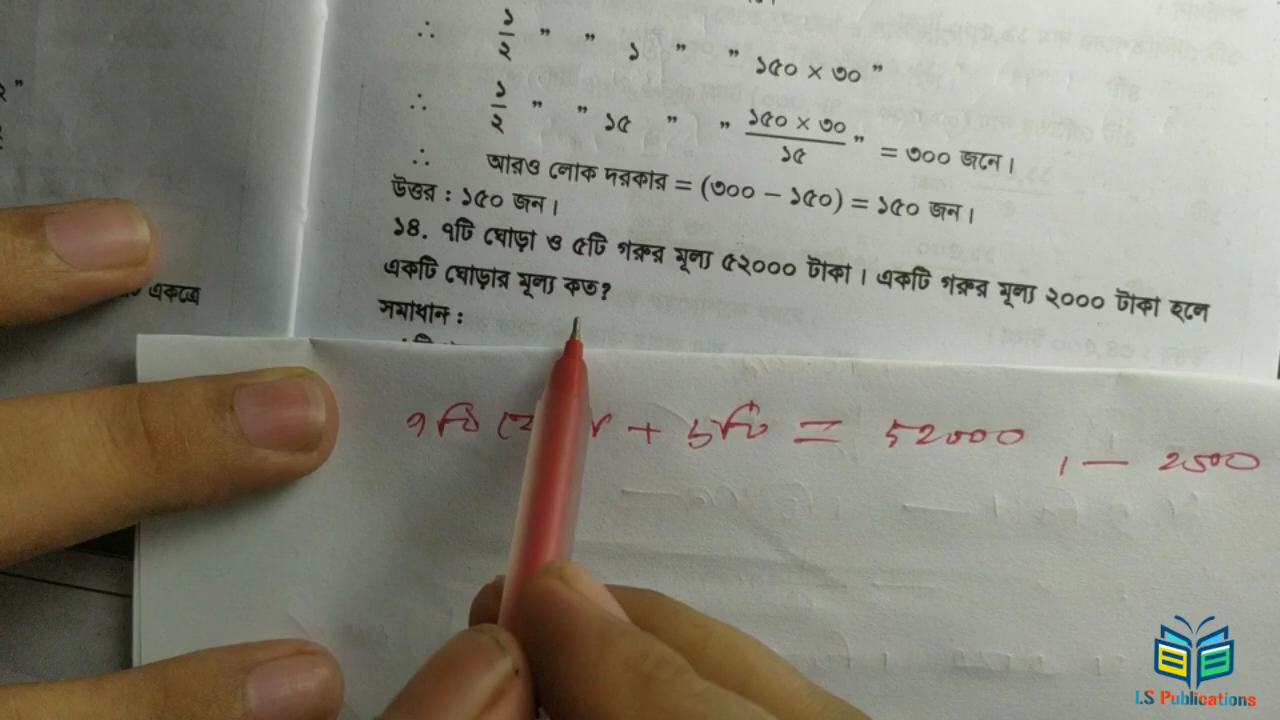 ∴ ১/২ " " ১ " " ১৫০ × ৩০ "
∴ ১/২ " " ১৫ " " ১৫০ × ৩০/১৫ " = ৩০০ জনে।
∴ আরও লোক দরকার = (৩০০ – ১৫০) = ১৫০ জন।
উত্তর : ১৫০ জন।
১৪. ৭টি ঘোড়া ও ৫টি গরুর মূল্য ৫২০০০ টাকা। একটি গরুর মূল্য ২০০০ টাকা হলে
একটি ঘোড়ার মূল্য কত?
সমাধান :
একত্রে
৭টি + ৫টি = 52000
1 — 2500
LS Publications